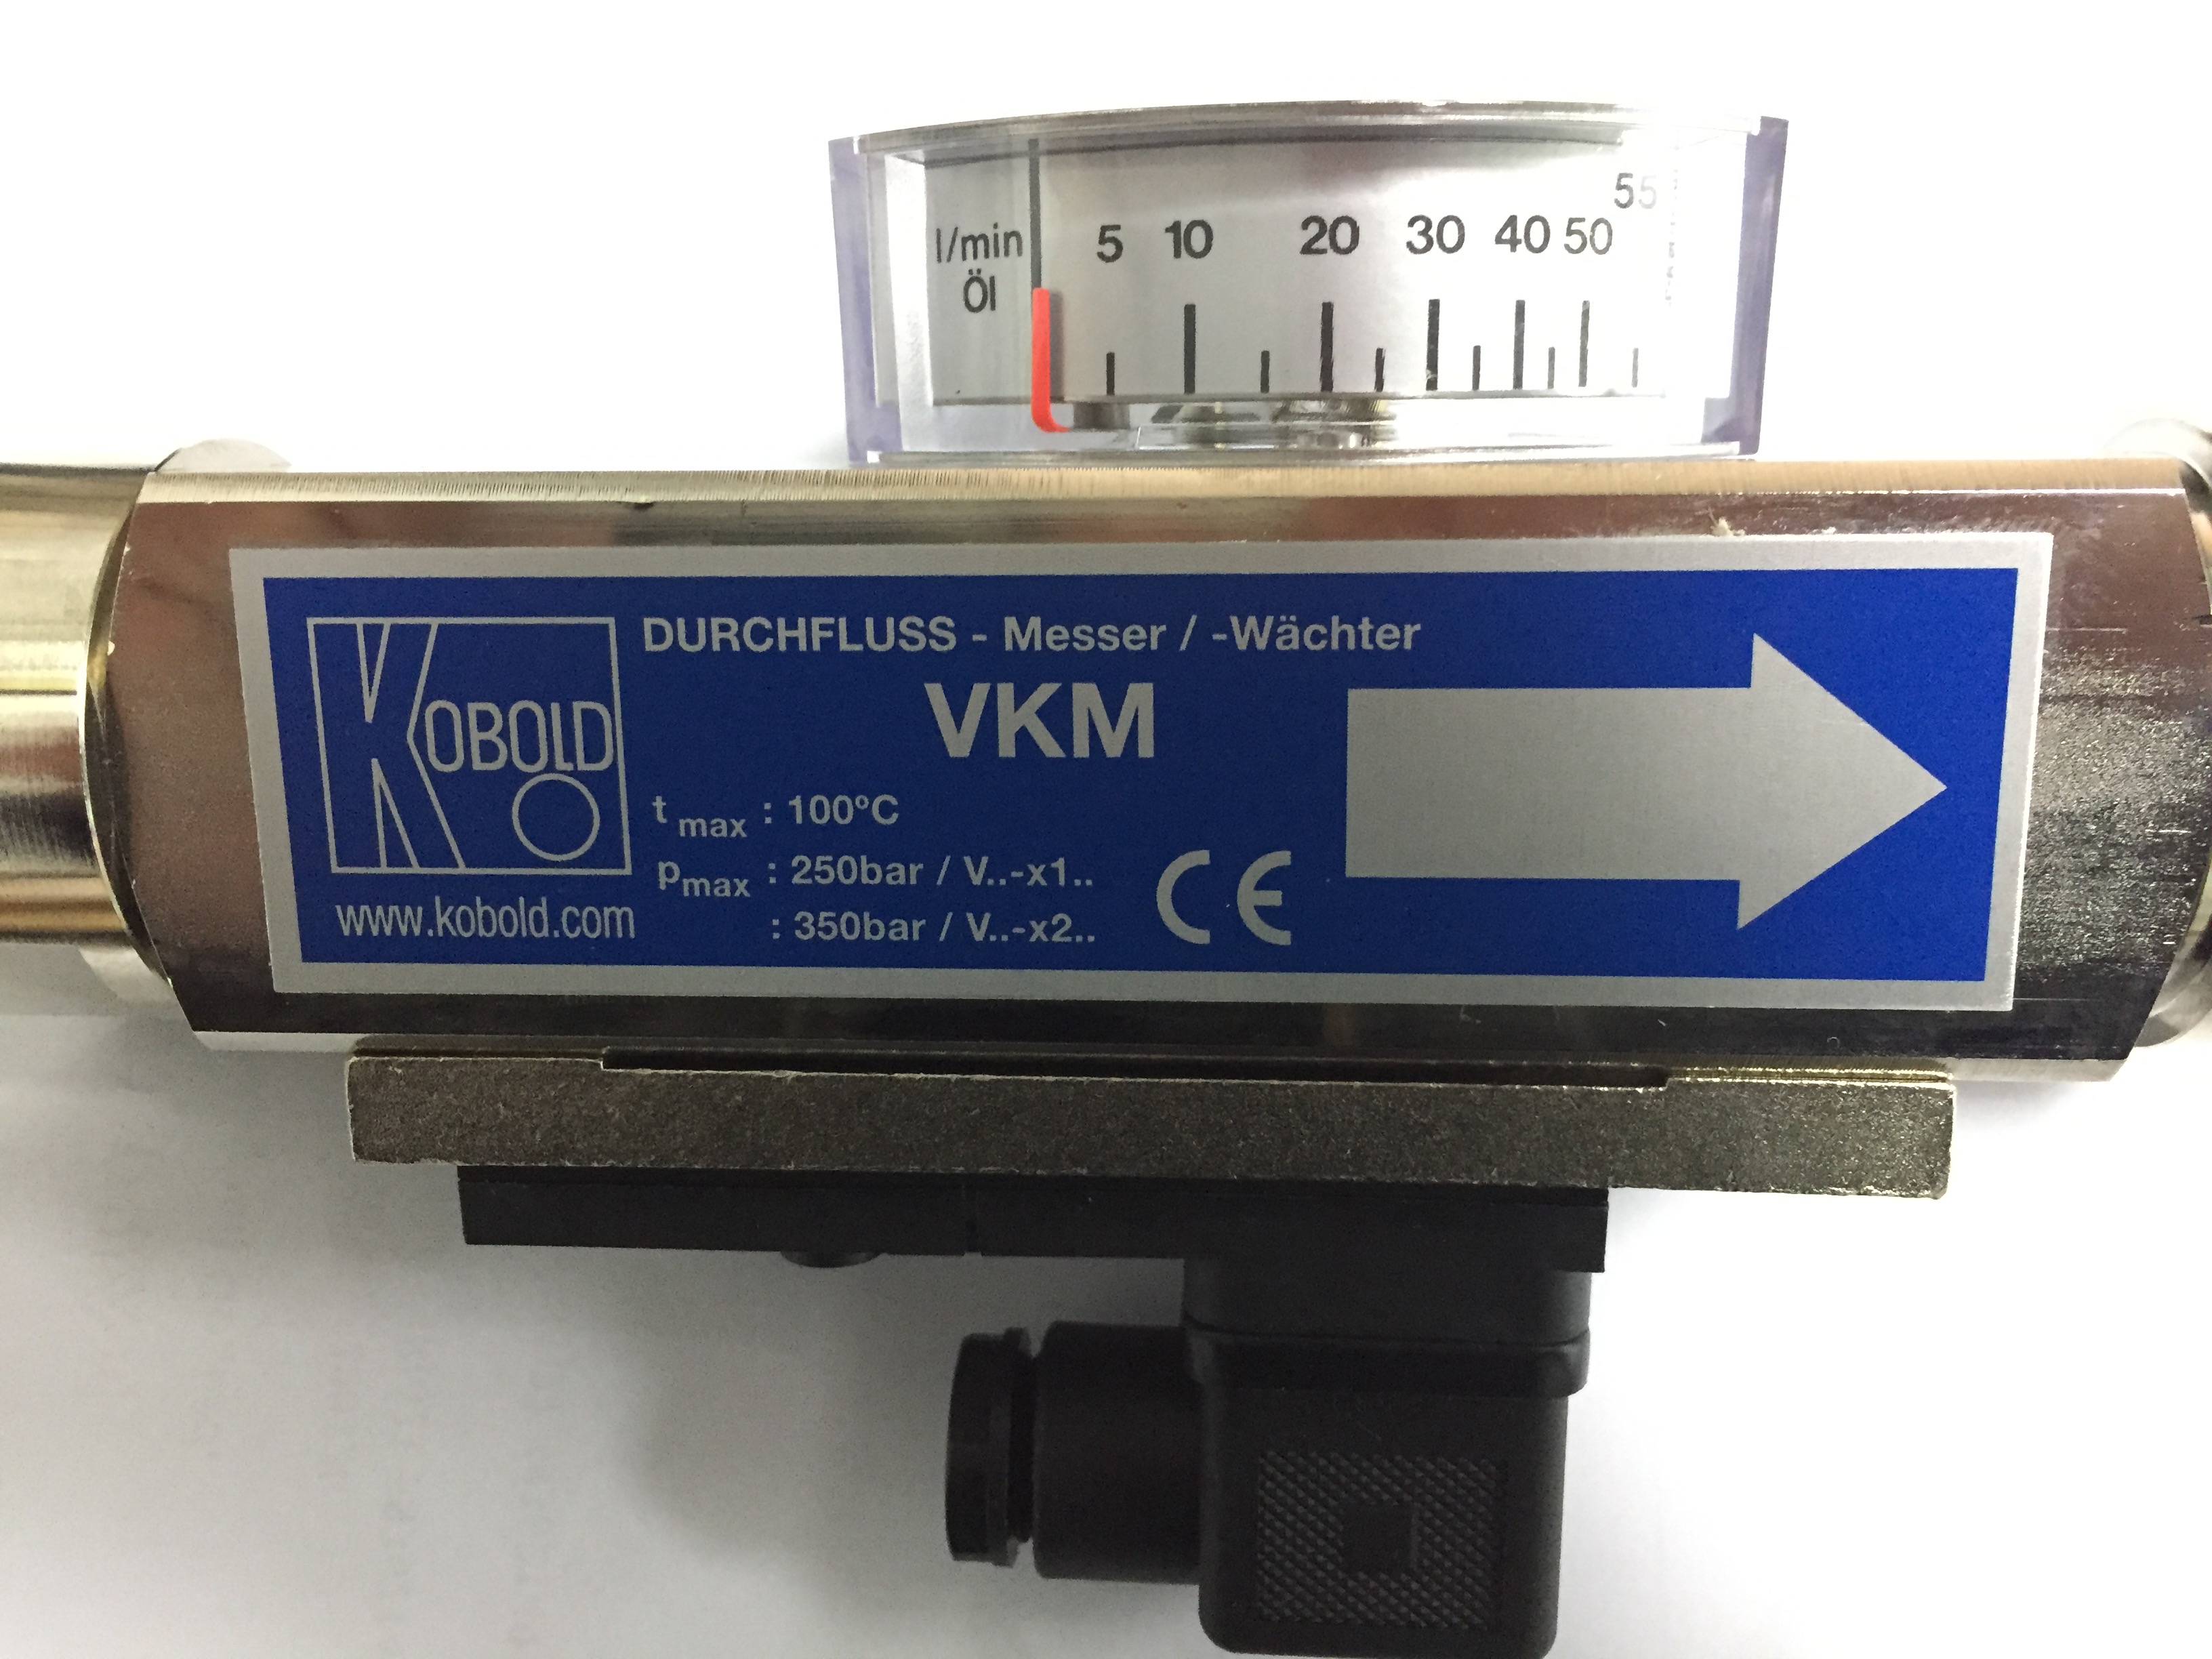 55
l/min 5 10 20 30 40 50
Öl
DURCHFLUSS - Messer / -Wächter
VKM
KOBOLD
t max : 100°C
p max : 250bar / V..-x1..
: 350bar / V..-x2..
CE
www.kobold.com